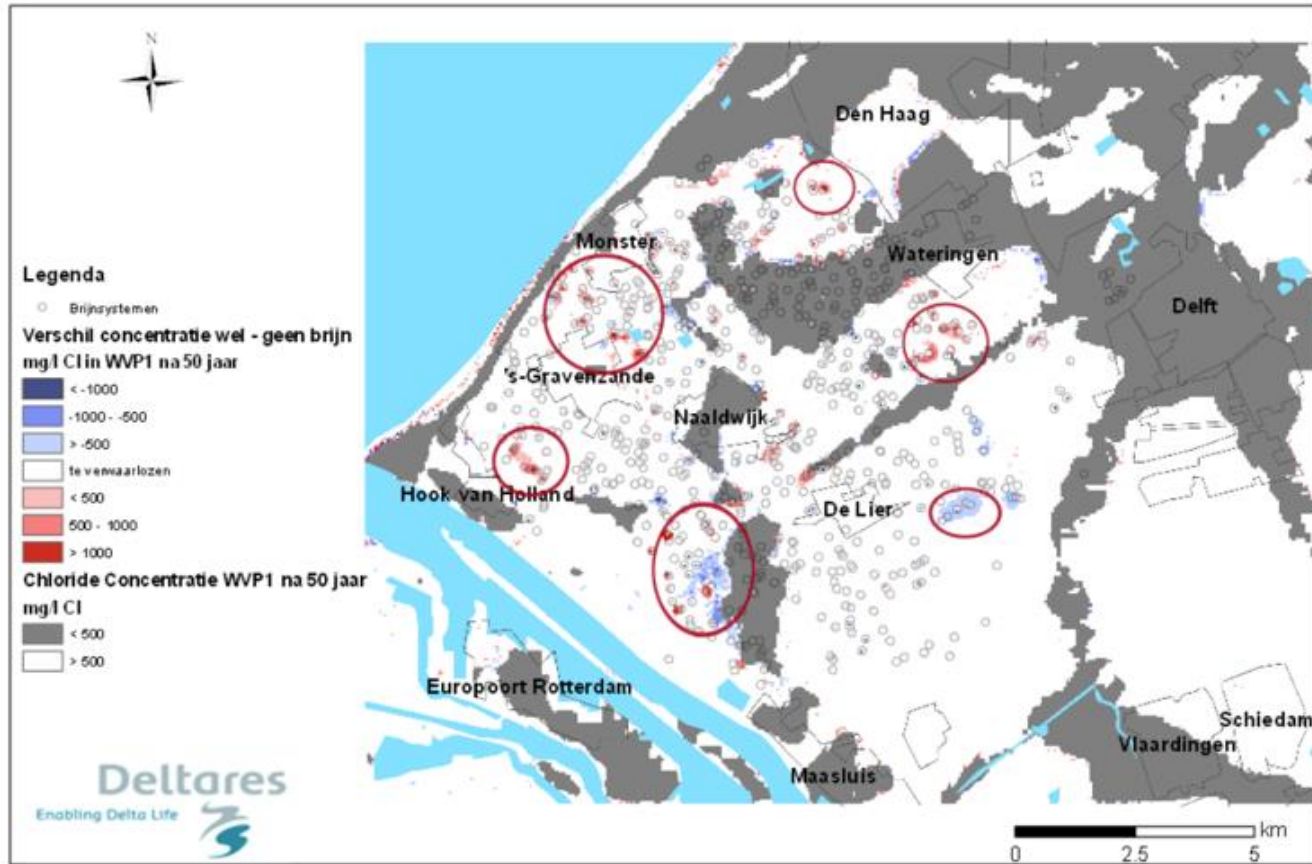 N
Den Haag
Monster
Wateringen
Delft
Legenda
Brijnsystemen
Verschil concentratie wel - geen brijn
mg/l Cl in WVP1 na 50 jaar
< -1000
-1000 - -500
> -500
te verwaarlozen
< 500
500 - 1000
> 1000
Chloride Concentratie WVP1 na 50 jaar
mg/l Cl
< 500
> 500
's-Gravenzande
Naaldwijk
Hoek van Holland
De Lier
Europoort Rotterdam
Schiedam
Vlaardingen
Maasluis
Deltares
Enabling Delta Life
km
0 2.5 5